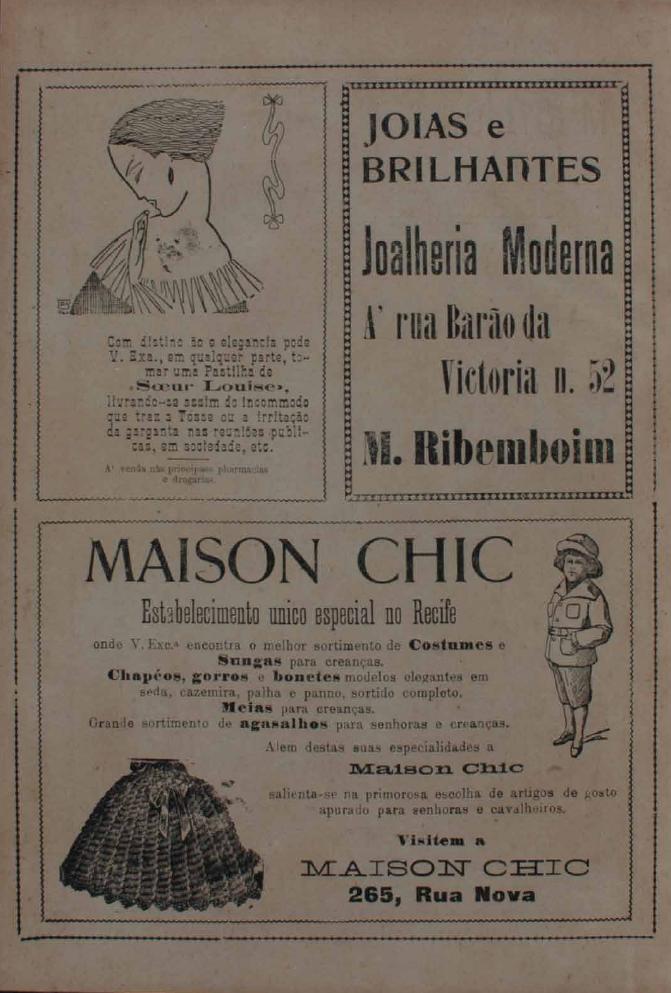 Com distincção e elegancia pode
V. Exa., em qualquer parte, to-
mar uma Pastilha de
«Sœur Louise»,
livrando-se assim do incommodo
que traz a Tosse ou a irritação
da garganta nas reuniões publi-
cas, em sociedade, etc.
A' venda nas principaes pharmacias
e drogarias.
JOIAS e
BRILHANTES
Joalheria Moderna
A' rua Barão da
Victoria n. 52
M. Ribemboim
MAISON CHIC
Estabelecimento unico especial no Recife
onde V. Exc.ª encontra o melhor sortimento de Costumes e
Sungas para creanças.
Chapéos, gorros e bonetes modelos elegantes em
seda, cazemira, palha e panno, sortido completo.
Meias para creanças.
Grande sortimento de agasalhos para senhoras e creanças.
Alem destas suas especialidades a
Maison Chic
salienta-se na primorosa escolha de artigos de gosto
apurado para senhoras e cavalheiros.
Visitem a
MAISON CHIC
265, Rua Nova